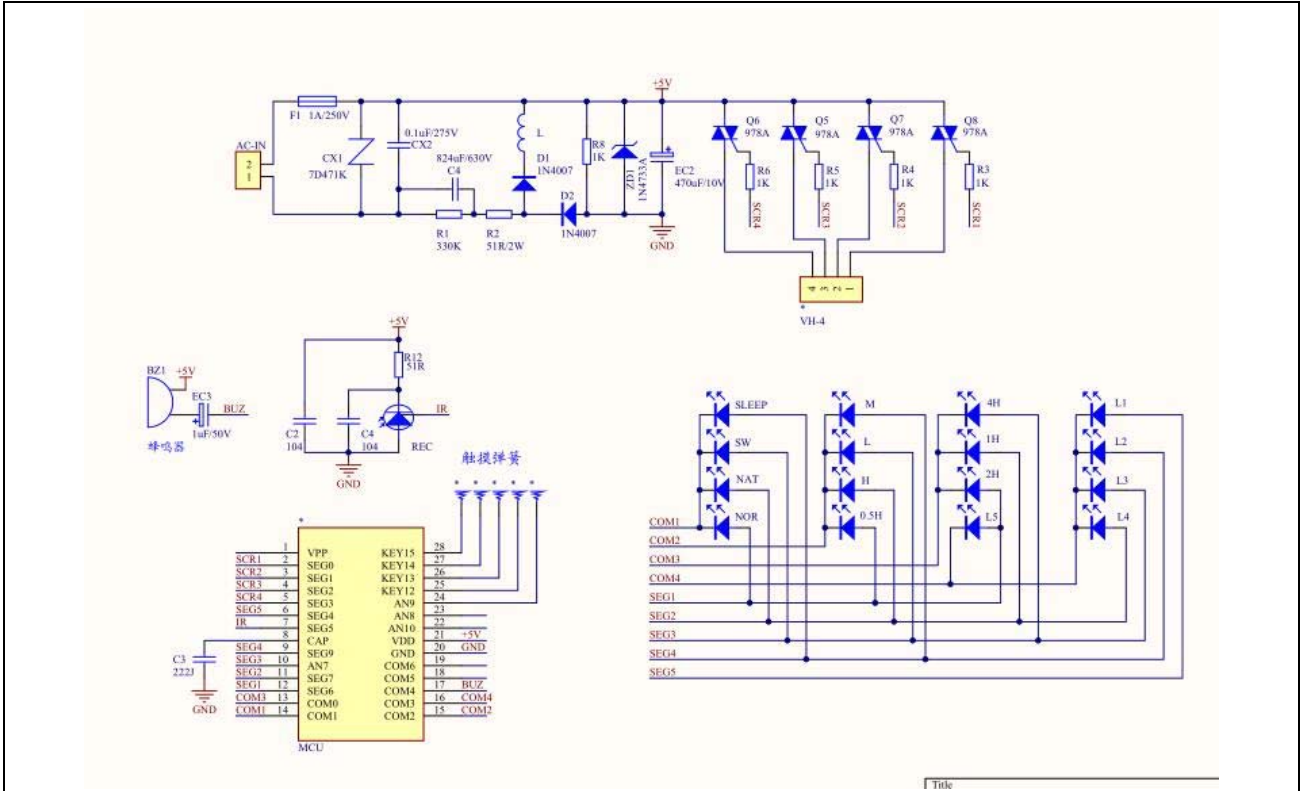 +5V
F1 1A/250V
AC-IN
2
1
CX1
7D471K
0.1uF/275V
CX2
824uF/630V
C4
L
D1
1N4007
R8
1K
ZD1
1N4733A
EC2
470uF/10V
D2
1N4007
R1
330K
R2
51R/2W
GND
Q6
978A
Q5
978A
Q7
978A
Q8
978A
R6
1K
R5
1K
R4
1K
R3
1K
SCR4
SCR3
SCR2
SCR1
4 3 2 1
*
VH-4
BZ1
+5V
EC3
BUZ
1uF/50V
蜂鸣器
+5V
R12
51R
IR
C2
104
C4
104
REC
GND
触摸弹簧
* * * * *
SLEEP
SW
NAT
NOR
M
L
H
0.5H
4H
1H
2H
L5
L1
L2
L3
L4
COM1
COM2
COM3
COM4
SEG1
SEG2
SEG3
SEG4
SEG5
*
1 VPP KEY15 28
SCR1 2 SEG0 KEY14 27
SCR2 3 SEG1 KEY13 26
SCR3 4 SEG2 KEY12 25
SCR4 5 SEG3 AN9 24
SEG5 6 SEG4 AN8 23
IR 7 SEG5 AN10 22
8 CAP VDD 21 +5V
SEG4 9 SEG9 GND 20 GND
SEG3 10 AN7 COM6 19
SEG2 11 SEG7 COM5 18
SEG1 12 SEG6 COM4 17 BUZ
COM3 13 COM0 COM3 16 COM4
COM1 14 COM1 COM2 15 COM2
C3
222J
GND
MCU
Title